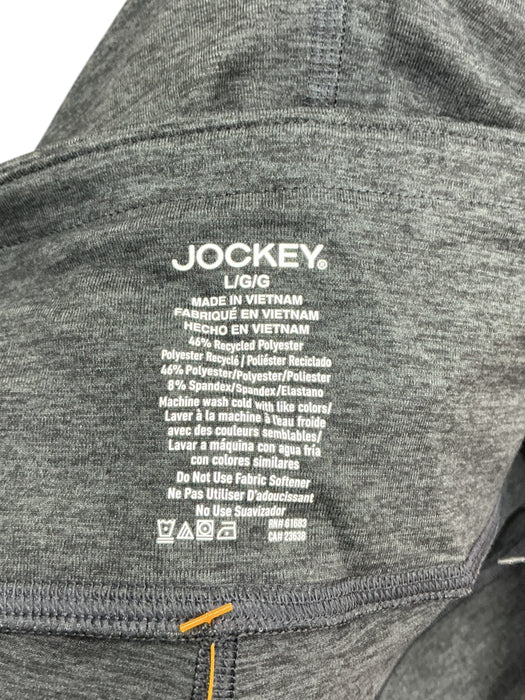 JOCKEY®
L/G/G
MADE IN VIETNAM
FABRIQUÉ EN VIETNAM
HECHO EN VIETNAM
46% Recycled Polyester
Polyester Recyclé / Poliéster Reciclado
46% Polyester/Polyester/Poliester
8% Spandex/Spandex/Elastano
Machine wash cold with like colors/
Laver à la machine à l'eau froide
avec des couleurs semblables/
Lavar a máquina con agua fria
con colores similares
Do Not Use Fabric Softener
Ne Pas Utiliser D'adoucissant
No Use Suavizador
RN# 61683
CA# 23638